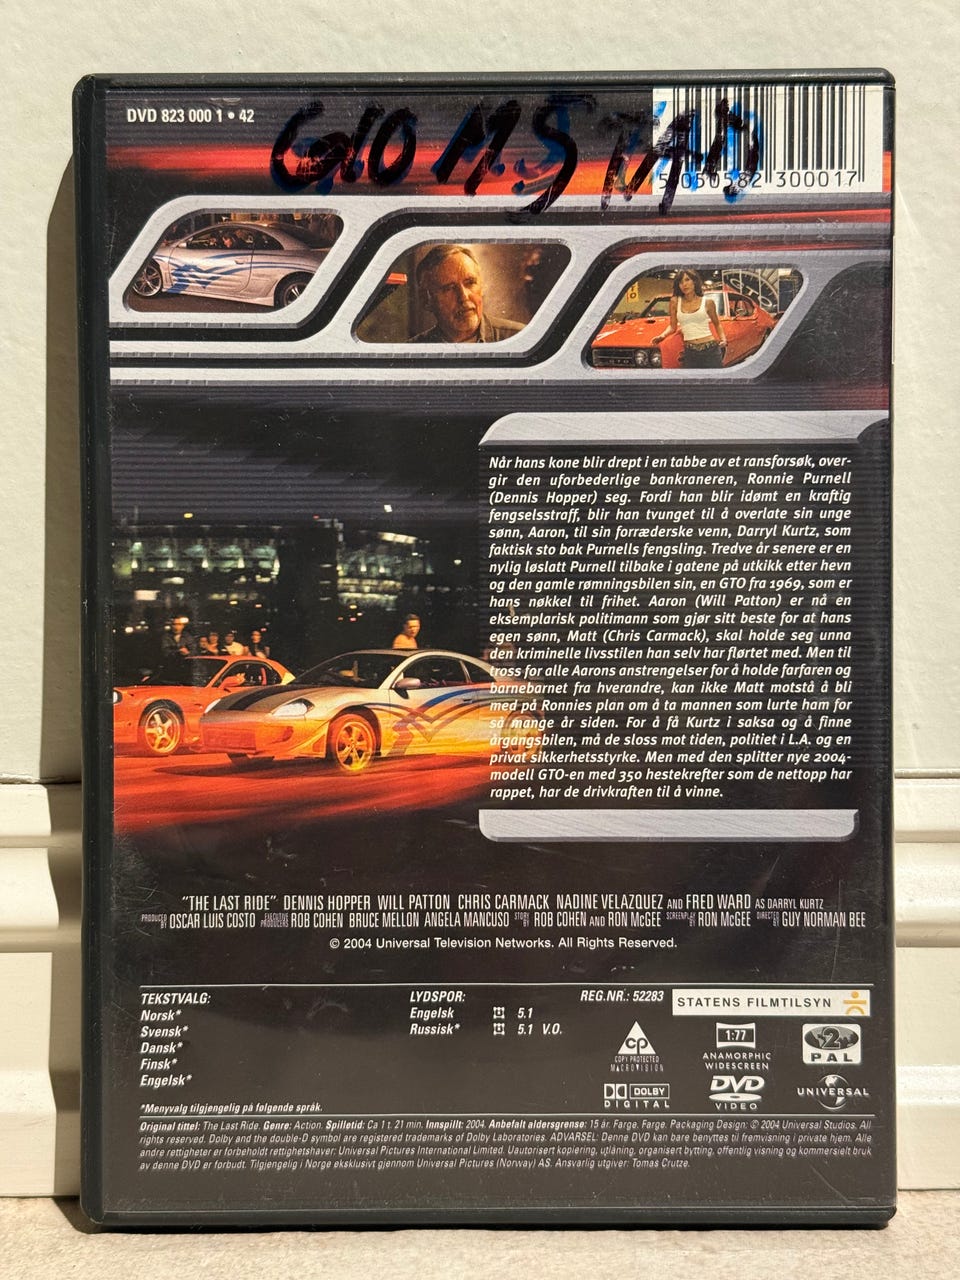 DVD 823 000 1 • 42
5 050582 300017
GTO
GTO
Når hans kone blir drept i en tabbe av et ransforsøk, over-
gir den uforbederlige bankraneren, Ronnie Purnell
(Dennis Hopper) seg. Fordi han blir idømt en kraftig
fengselsstraff, blir han tvunget til å overlate sin unge
sønn, Aaron, til sin forræderske venn, Darryl Kurtz, som
faktisk sto bak Purnells fengsling. Tredve år senere er en
nylig løslatt Purnell tilbake i gatene på utkikk etter hevn
og den gamle rømningsbilen sin, en GTO fra 1969, som er
hans nøkkel til frihet. Aaron (Will Patton) er nå en
eksemplarisk politimann som gjør sitt beste for at hans
egen sønn, Matt (Chris Carmack), skal holde seg unna
den kriminelle livsstilen han selv har flørtet med. Men til
tross for alle Aarons anstrengelser for å holde farfaren og
barnebarnet fra hverandre, kan ikke Matt motstå å bli
med på Ronnies plan om å ta mannen som lurte ham for
så mange år siden. For å få Kurtz i saksa og å finne
årgangsbilen, må de sloss mot tiden, politiet i L.A. og en
privat sikkerhetsstyrke. Men med den splitter nye 2004-
modell GTO-en med 350 hestekrefter som de nettopp har
rappet, har de drivkraften til å vinne.
"THE LAST RIDE" DENNIS HOPPER WILL PATTON CHRIS CARMACK NADINE VELAZQUEZ AND FRED WARD AS DARRYL KURTZ
PRODUCED BY OSCAR LUIS COSTO EXECUTIVE PRODUCERS ROB COHEN BRUCE MELLON ANGELA MANCUSO STORY BY ROB COHEN AND RON McGEE SCREENPLAY BY RON McGEE DIRECTED BY GUY NORMAN BEE
© 2004 Universal Television Networks. All Rights Reserved.
TEKSTVALG:
Norsk*
Svensk*
Dansk*
Finsk*
Engelsk*
LYDSPOR:
Engelsk 5.1
Russisk* 5.1 V.O.
REG.NR.: 52283
STATENS FILMTILSYN
CP
COPY PROTECTED
MACROVISION
1:77
ANAMORPHIC
WIDESCREEN
2
PAL
DOLBY
DIGITAL
DVD
VIDEO
UNIVERSAL
*Menyvalg tilgjengelig på følgende språk.
Original tittel: The Last Ride. Genre: Action. Spilletid: Ca 1 t. 21 min. Innspillt: 2004. Anbefalt aldersgrense: 15 år. Farge. Farge. Packaging Design: © 2004 Universal Studios. All
rights reserved. Dolby and the double-D symbol are registered trademarks of Dolby Laboratories. ADVARSEL: Denne DVD kan bare benyttes til fremvisning i private hjem. Alle
andre rettigheter er forbeholdt rettighetshaver: Universal Pictures International Limited. Uautorisert kopiering, utlåning, organisert bytting, offentlig visning og kommersielt bruk
av denne DVD er forbudt. Tilgjengelig i Norge eksklusivt gjennom Universal Pictures (Norway) AS. Ansvarlig utgiver: Tomas Crutze.